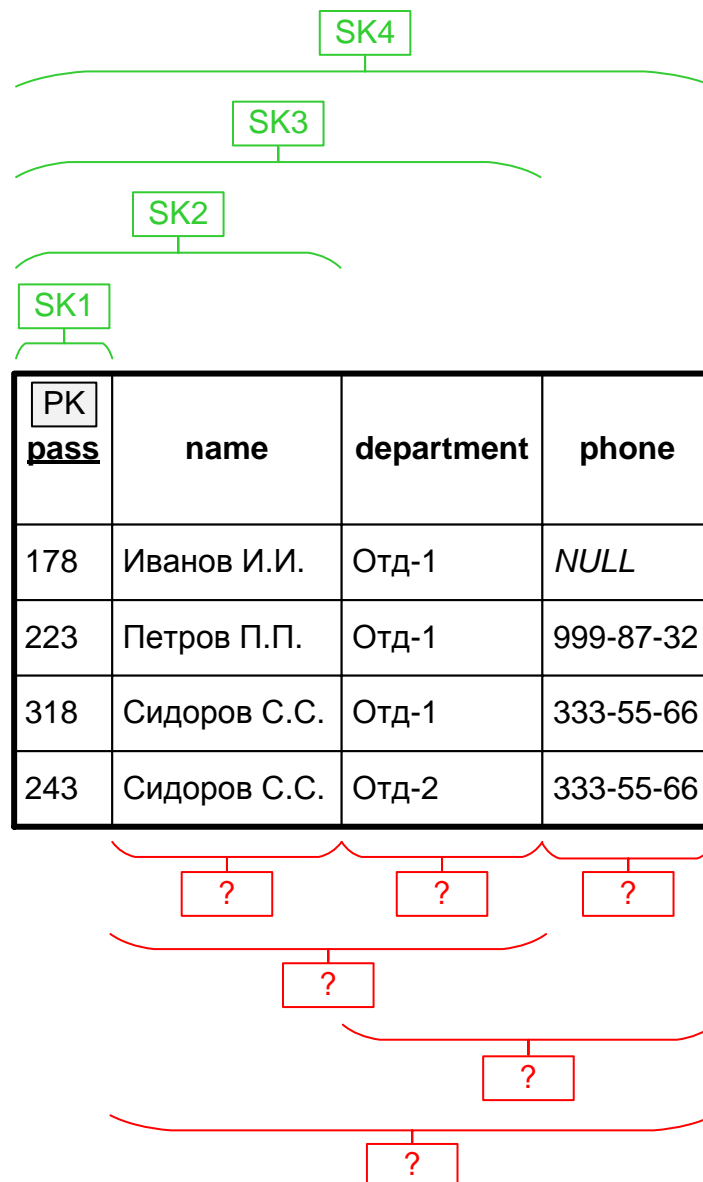 SK4
SK3
SK2
SK1
PK
pass name department phone
178 Иванов И.И. Отд-1 NULL
223 Петров П.П. Отд-1 999-87-32
318 Сидоров С.С. Отд-1 333-55-66
243 Сидоров С.С. Отд-2 333-55-66
? ? ?
?
?
?